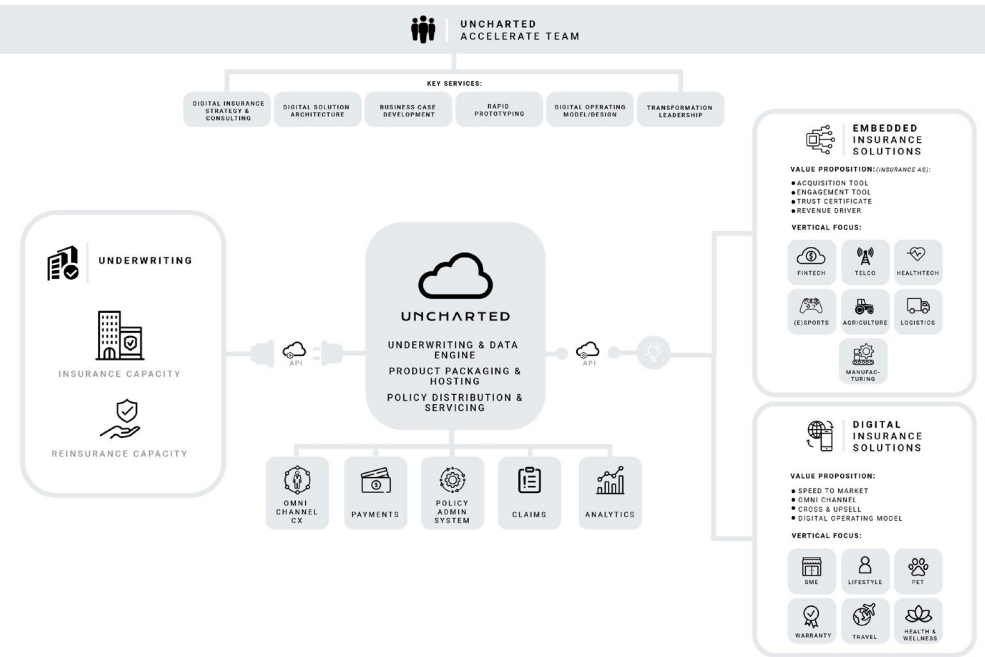 UNCHARTED
ACCELERATE TEAM
KEY SERVICES:
DIGITAL INSURANCE
STRATEGY &
CONSULTING
DIGITAL SOLUTION
ARCHITECTURE
BUSINESS CASE
DEVELOPMENT
RAPID
PROTOTYPING
DIGITAL OPERATING
MODEL/DESIGN
TRANSFORMATION
LEADERSHIP
UNDERWRITING
INSURANCE CAPACITY
REINSURANCE CAPACITY
API
UNCHARTED
UNDERWRITING & DATA
ENGINE
PRODUCT PACKAGING &
HOSTING
POLICY DISTRIBUTION &
SERVICING
API
OMNI
CHANNEL
CX
PAYMENTS
POLICY
ADMIN
SYSTEM
CLAIMS
ANALYTICS
EMBEDDED
INSURANCE
SOLUTIONS
VALUE PROPOSITION:(INSURANCE AS):
● ACQUISITION TOOL
● ENGAGEMENT TOOL
● TRUST CERTIFICATE
● REVENUE DRIVER
VERTICAL FOCUS:
FINTECH
TELCO
HEALTHTECH
(E)SPORTS
AGRICULTURE
LOGISTICS
MANUFAC-
TURING
DIGITAL
INSURANCE
SOLUTIONS
VALUE PROPOSITION:
● SPEED TO MARKET
● OMNI CHANNEL
● CROSS & UPSELL
● DIGITAL OPERATING MODEL
VERTICAL FOCUS:
SME
LIFESTYLE
PET
WARRANTY
TRAVEL
HEALTH &
WELLNESS